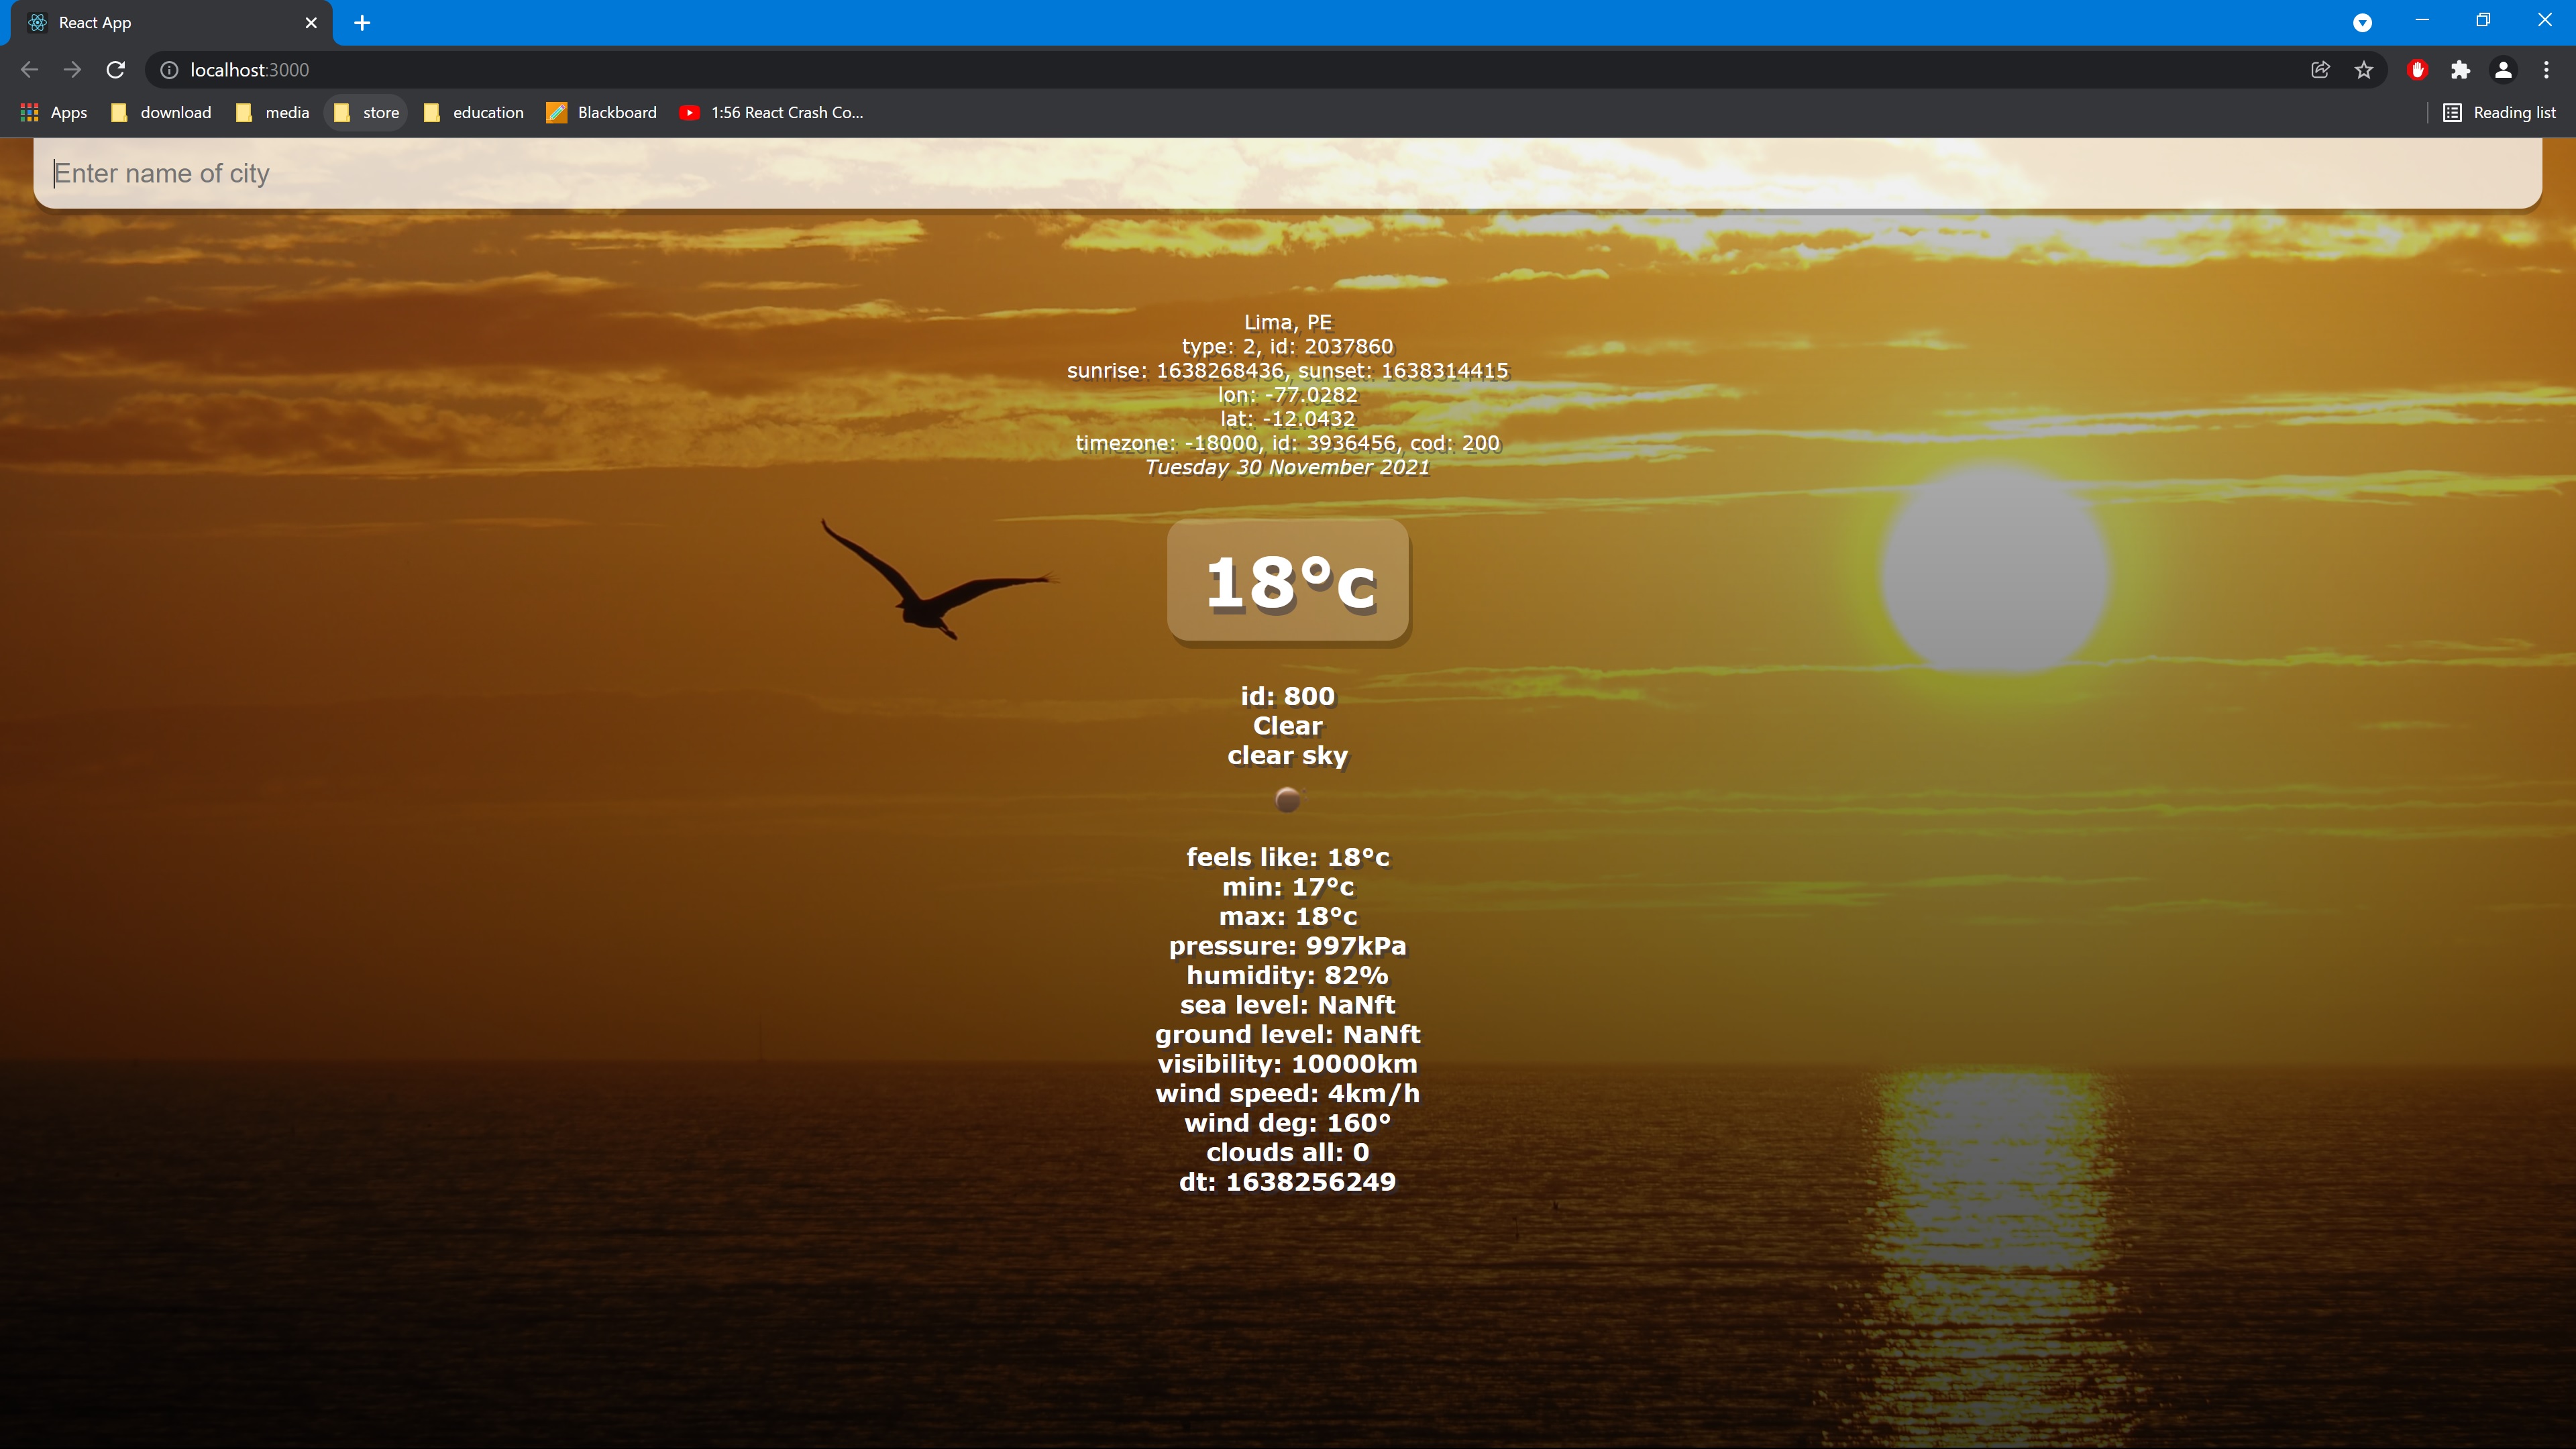 React App
localhost:3000
Apps download media store education Blackboard 1:56 React Crash Co... Reading list
Enter name of city
Lima, PE
type: 2, id: 2037860
sunrise: 1638268436, sunset: 1638314415
lon: -77.0282
lat: -12.0432
timezone: -18000, id: 3936456, cod: 200
Tuesday 30 November 2021
18°c
id: 800
Clear
clear sky
feels like: 18°c
min: 17°c
max: 18°c
pressure: 997kPa
humidity: 82%
sea level: NaNft
ground level: NaNft
visibility: 10000km
wind speed: 4km/h
wind deg: 160°
clouds all: 0
dt: 1638256249